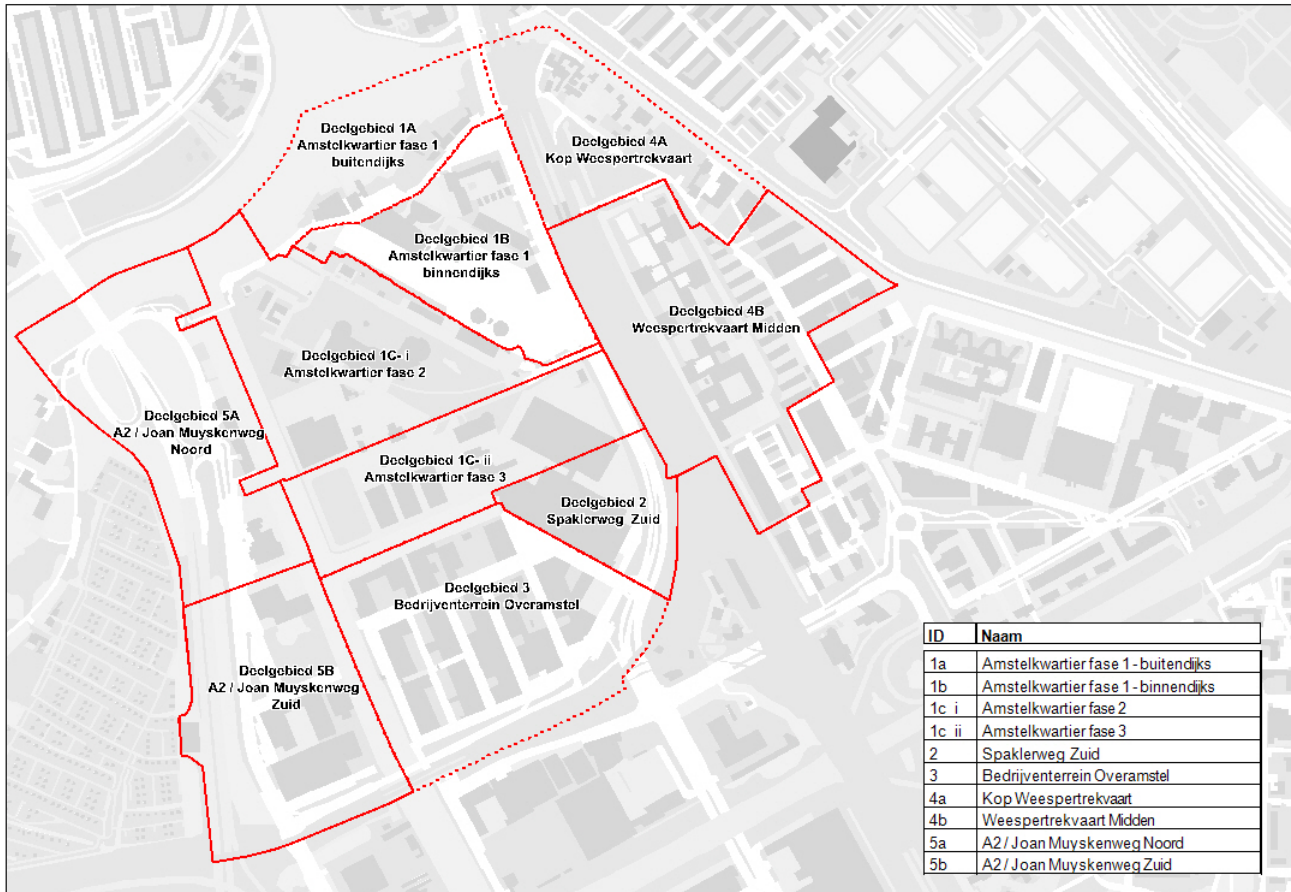 Deelgebied 1A
Amstelkwartier fase 1
buitendijks
Deelgebied 4A
Kop Weespertrekvaart
Deelgebied 1B
Amstelkwartier fase 1
binnendijks
Deelgebied 4B
Weespertrekvaart Midden
Deelgebied 1C- i
Amstelkwartier fase 2
Deelgebied 5A
A2 / Joan Muyskenweg
Noord
Deelgebied 1C- ii
Amstelkwartier fase 3
Deelgebied 2
Spaklerweg Zuid
Deelgebied 3
Bedrijventerrein Overamstel
Deelgebied 5B
A2 / Joan Muyskenweg
Zuid
ID Naam
1a Amstelkwartier fase 1 - buitendijks
1b Amstelkwartier fase 1 - binnendijks
1c i Amstelkwartier fase 2
1c ii Amstelkwartier fase 3
2 Spaklerweg Zuid
3 Bedrijventerrein Overamstel
4a Kop Weespertrekvaart
4b Weespertrekvaart Midden
5a A2 / Joan Muyskenweg Noord
5b A2 / Joan Muyskenweg Zuid